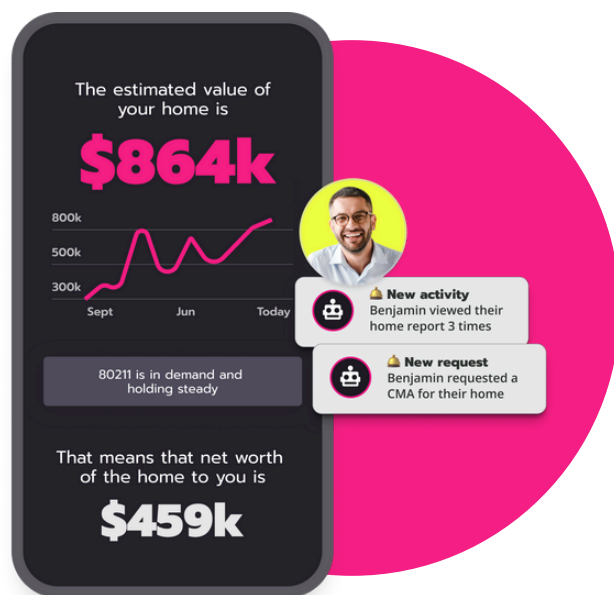 The estimated value of
your home is
$864k
800k
500k
300k
Sept Jun Today
New activity
Benjamin viewed their
home report 3 times
New request
Benjamin requested a
CMA for their home
80211 is in demand and
holding steady
That means that net worth
of the home to you is
$459k